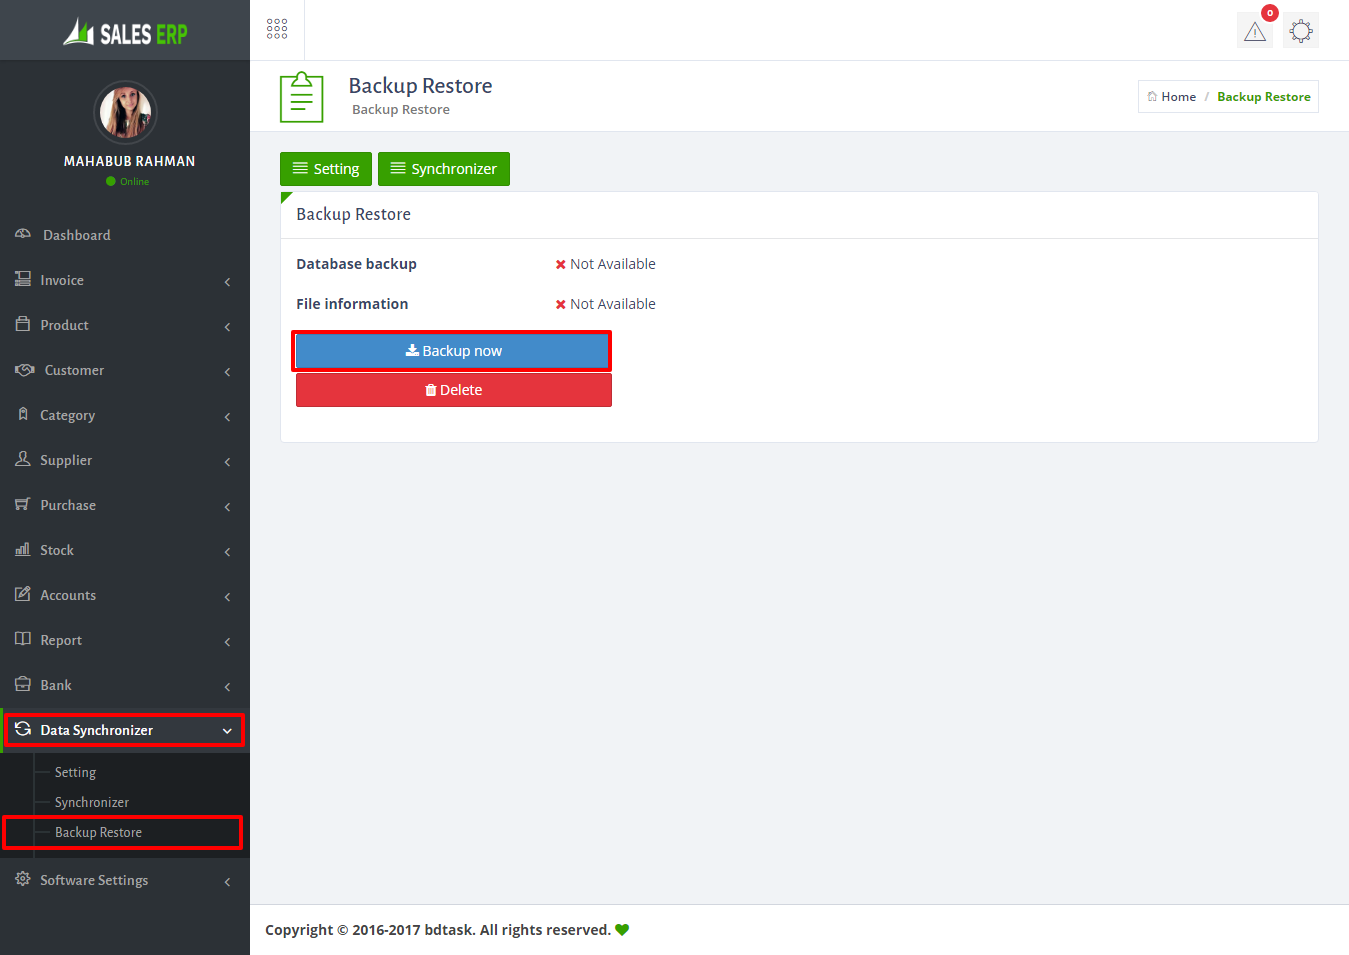 SALES ERP
0
MAHABUB RAHMAN
Online
Dashboard
Invoice
Product
Customer
Category
Supplier
Purchase
Stock
Accounts
Report
Bank
Data Synchronizer
Setting
Synchronizer
Backup Restore
Software Settings
Backup Restore
Backup Restore
Home / Backup Restore
Setting Synchronizer
Backup Restore
Database backup Not Available
File information Not Available
Backup now
Delete
Copyright © 2016-2017 bdtask. All rights reserved.